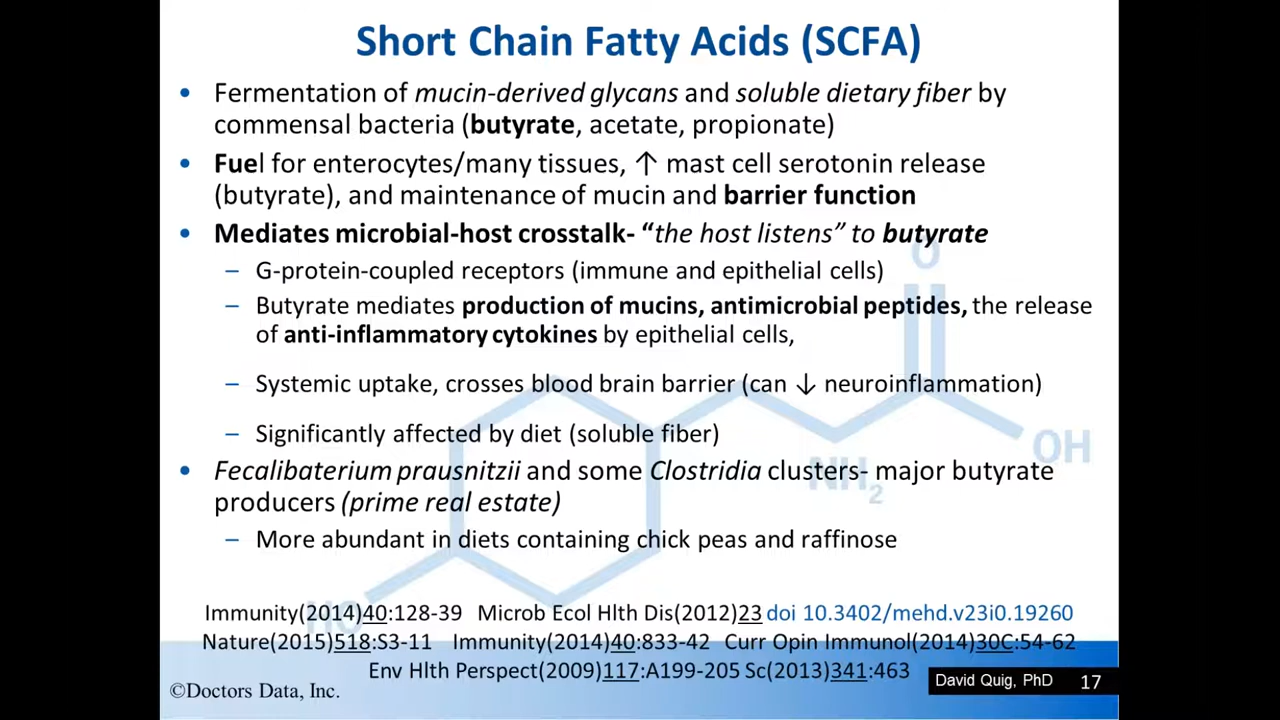 Short Chain Fatty Acids (SCFA)
• Fermentation of mucin-derived glycans and soluble dietary fiber by
commensal bacteria (butyrate, acetate, propionate)
• Fuel for enterocytes/many tissues, ↑ mast cell serotonin release
(butyrate), and maintenance of mucin and barrier function
• Mediates microbial-host crosstalk- “the host listens” to butyrate
– G-protein-coupled receptors (immune and epithelial cells)
– Butyrate mediates production of mucins, antimicrobial peptides, the release
of anti-inflammatory cytokines by epithelial cells,
– Systemic uptake, crosses blood brain barrier (can ↓ neuroinflammation)
– Significantly affected by diet (soluble fiber)
• Fecalibaterium prausnitzii and some Clostridia clusters- major butyrate
producers (prime real estate)
– More abundant in diets containing chick peas and raffinose
O
OH
NH2
HO
Immunity(2014)40:128-39 Microb Ecol Hlth Dis(2012)23 doi 10.3402/mehd.v23i0.19260
Nature(2015)518:S3-11 Immunity(2014)40:833-42 Curr Opin Immunol(2014)30C:54-62
Env Hlth Perspect(2009)117:A199-205 Sc(2013)341:463
©Doctors Data, Inc.
David Quig, PhD 17